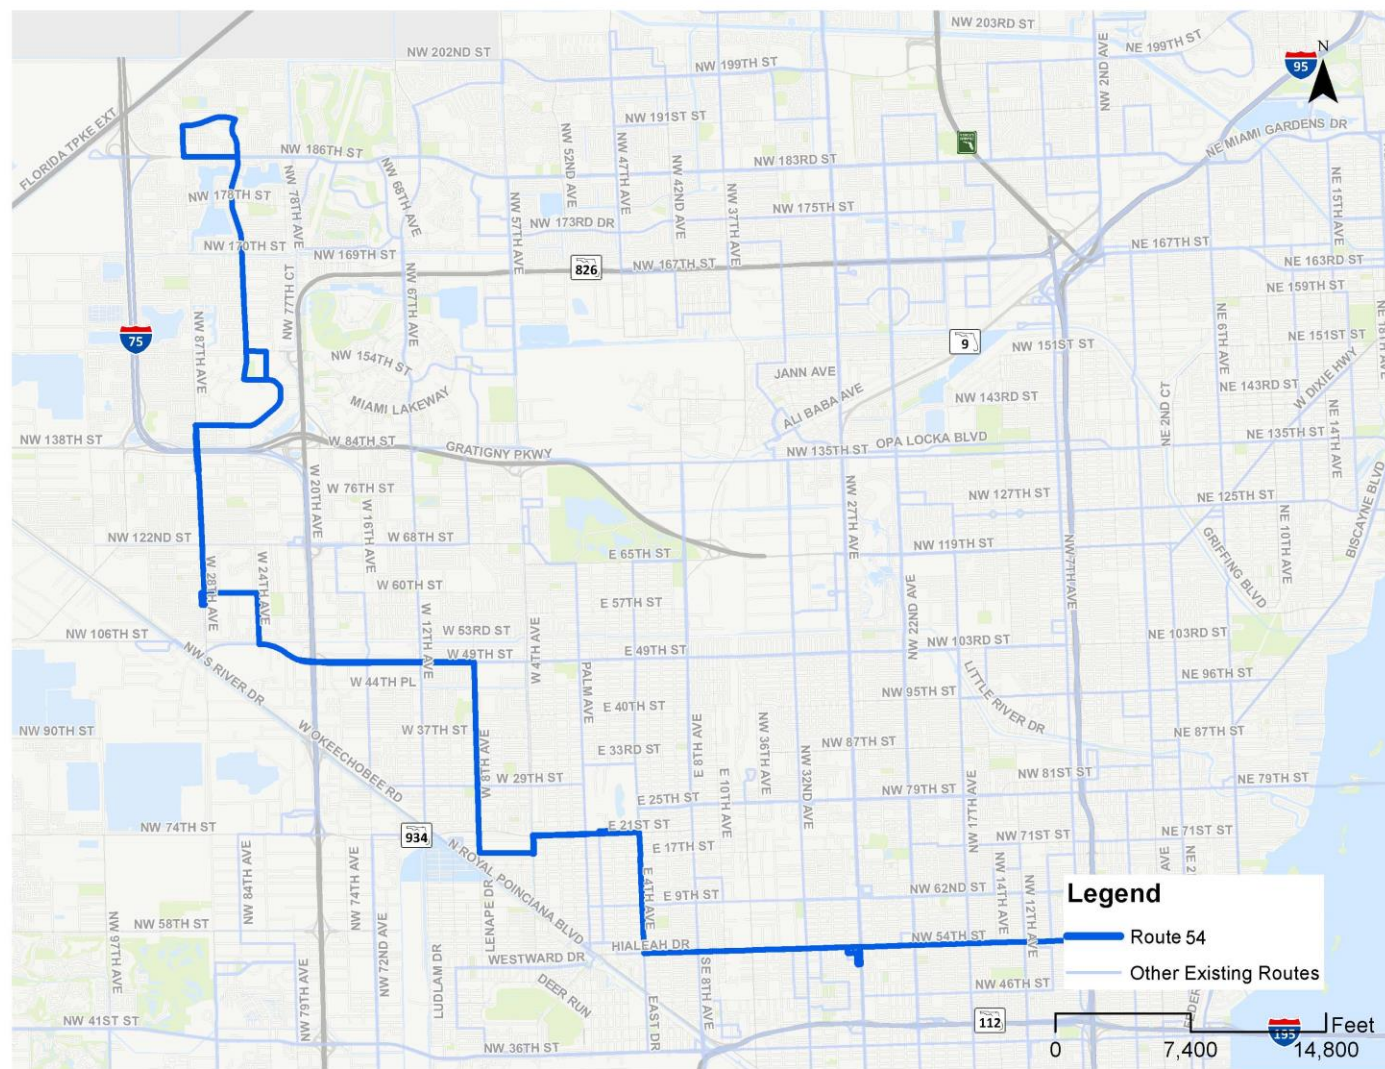 NW 203RD ST
NW 202ND ST
NE 199TH ST
NW 199TH ST
NW 2ND AVE
95
N
FLORIDA TPKE EXT
NW 191ST ST
NE MIAMI GARDENS DR
NW 186TH ST
NW 183RD ST
NW 52ND AVE
NW 47TH AVE
NW 42ND AVE
NW 37TH AVE
NW 68TH AVE
NW 78TH AVE
NW 178TH ST
NW 57TH AVE
NW 175TH ST
NW 173RD DR
NE 15TH AVE
NW 170TH ST
NW 169TH ST
NW 167TH ST
826
NE 167TH ST
NE 163RD ST
NE 159TH ST
NW 77TH CT
NW 67TH AVE
NW 87TH AVE
75
9
NW 151ST ST
NE 151ST ST
NE 6TH AVE
NE 18TH AVE
NW 154TH ST
JANN AVE
MIAMI LAKEWAY
ALI BABA AVE
NW 143RD ST
NE 143RD ST
W DIXIE HWY
NE 2ND CT
NE 14TH AVE
NW 138TH ST
W 84TH ST
GRATIGNY PKWY
OPA LOCKA BLVD
NW 135TH ST
NE 135TH ST
W 20TH AVE
W 76TH ST
W 16TH AVE
NW 27TH AVE
NW 127TH ST
NE 125TH ST
NE 10TH AVE
BISCAYNE BLVD
NW 122ND ST
W 68TH ST
E 65TH ST
NW 119TH ST
NW 7TH AVE
GRIFFING BLVD
W 28TH AVE
W 24TH AVE
W 60TH ST
E 57TH ST
NW 22ND AVE
W 12TH AVE
W 4TH AVE
NW 106TH ST
W 53RD ST
NW 103RD ST
NE 103RD ST
NW S RIVER DR
W 49TH ST
E 49TH ST
PALM AVE
W 44TH PL
NW 95TH ST
LITTLE RIVER DR
NE 96TH ST
E 40TH ST
NW 90TH ST
W OKEECHOBEE RD
W 37TH ST
W 8TH AVE
E 33RD ST
E 8TH AVE
NW 36TH AVE
NW 32ND AVE
NW 87TH ST
NE 87TH ST
W 29TH ST
E 10TH AVE
NW 17TH AVE
NW 81ST ST
NE 79TH ST
E 25TH ST
NW 79TH ST
NW 74TH ST
934
E 21ST ST
NW 71ST ST
NE 71ST ST
E 17TH ST
N ROYAL POINCIANA BLVD
NW 84TH AVE
NW 74TH AVE
LENAPE DR
E 4TH AVE
E 9TH ST
NW 62ND ST
NW 14TH AVE
NW 12TH AVE
Legend
NW 97TH AVE
NW 58TH ST
NW 72ND AVE
LUDLAM DR
HIALEAH DR
NW 54TH ST
Route 54
WESTWARD DR
SE 8TH AVE
NW 79TH AVE
DEER RUN
EAST DR
NW 46TH ST
Other Existing Routes
NW 41ST ST
NW 36TH ST
112
195
Feet
0
7,400
14,800